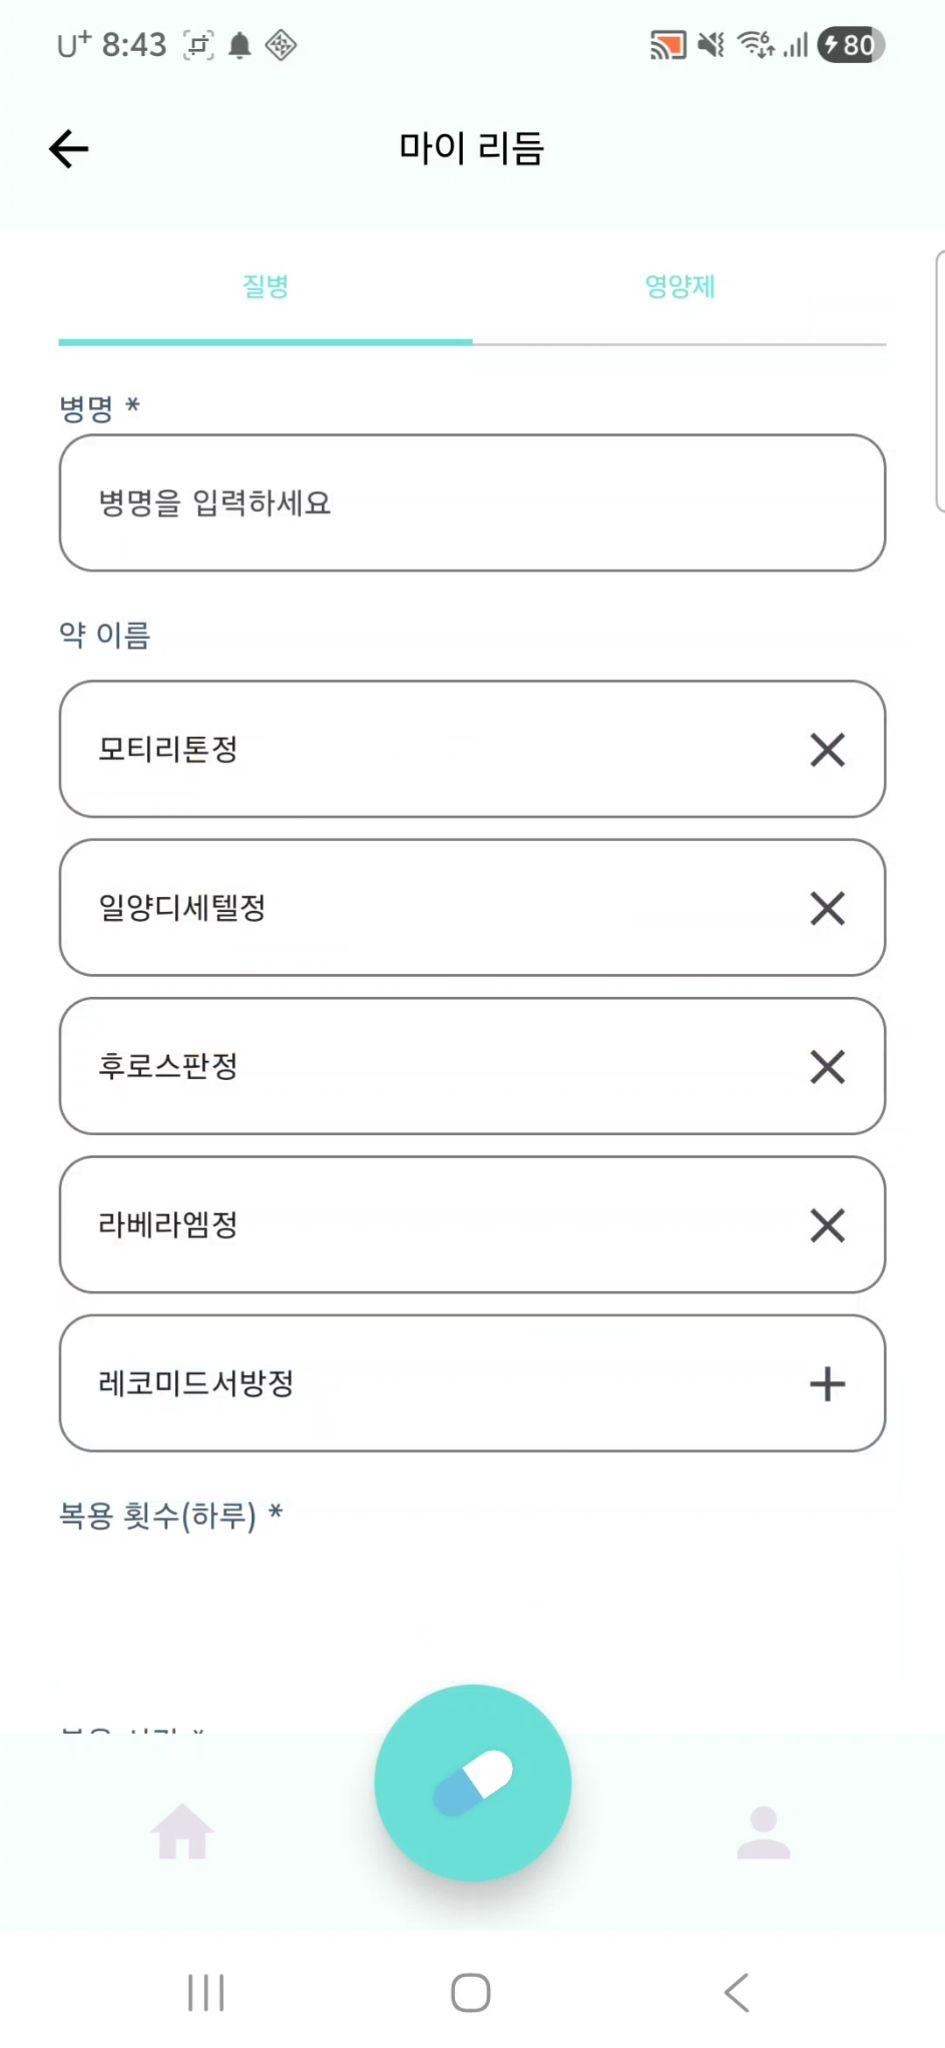 U+ 8:43
80
마이 리듬
질병
영양제
병명 *
병명을 입력하세요
약 이름
모티리톤정
일양디세텔정
후로스판정
라베라엠정
레코미드서방정
복용 횟수(하루) *